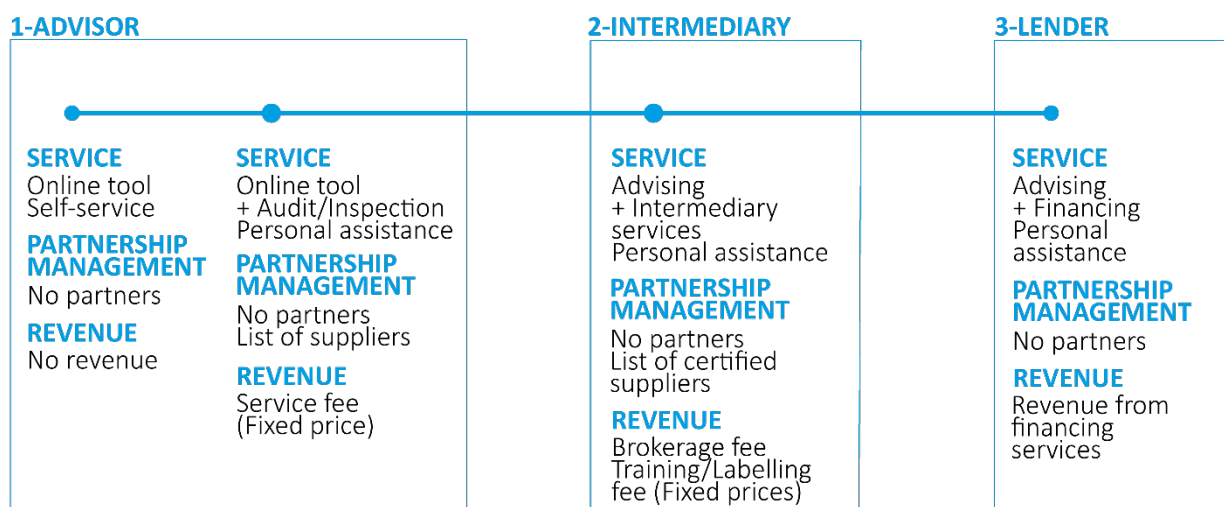 1-ADVISOR
SERVICE
Online tool
Self-service
PARTNERSHIP
MANAGEMENT
No partners
REVENUE
No revenue
SERVICE
Online tool
+ Audit/Inspection
Personal assistance
PARTNERSHIP
MANAGEMENT
No partners
List of suppliers
REVENUE
Service fee
(Fixed price)
2-INTERMEDIARY
SERVICE
Advising
+ Intermediary
services
Personal assistance
PARTNERSHIP
MANAGEMENT
No partners
List of certified
suppliers
REVENUE
Brokerage fee
Training/Labelling
fee (Fixed prices)
3-LENDER
SERVICE
Advising
+ Financing
Personal
assistance
PARTNERSHIP
MANAGEMENT
No partners
REVENUE
Revenue from
financing
services